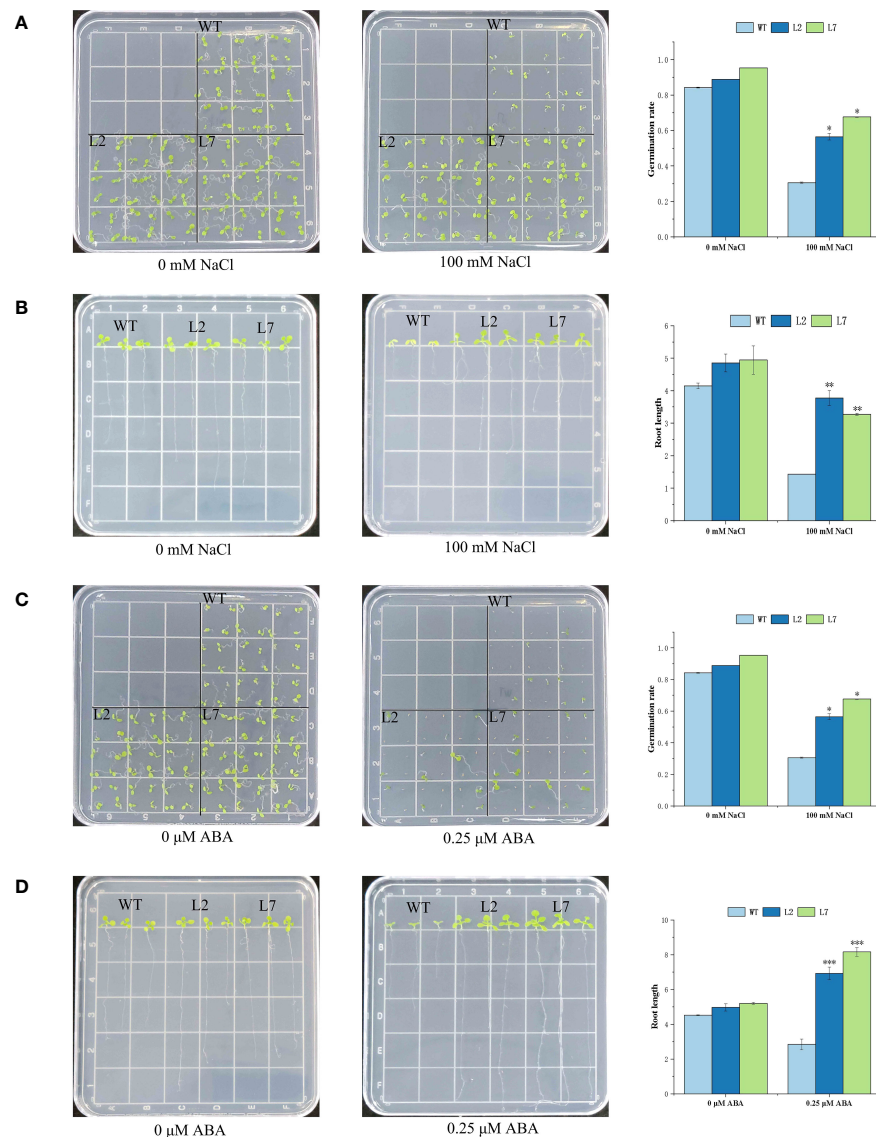 A
WT
L2
L7
0 mM NaCl
WT
L2
L7
100 mM NaCl
WT L2 L7
Germination rate
1.0
0.8
0.6
0.4
0.2
0.0
*
*
0 mM NaCl 100 mM NaCl
B
WT L2 L7
0 mM NaCl
WT L2 L7
100 mM NaCl
WT L2 L7
Root length
6
5
4
3
2
1
0
**
**
0 mM NaCl 100 mM NaCl
C
WT
L2
L7
0 μM ABA
WT
L2
L7
0.25 μM ABA
WT L2 L7
Germination rate
1.0
0.8
0.6
0.4
0.2
0.0
*
*
0 mM NaCl 100 mM NaCl
D
WT L2 L7
0 μM ABA
WT L2 L7
0.25 μM ABA
WT L2 L7
Root length
10
8
6
4
2
0
***
***
0 μM ABA 0.25 μM ABA